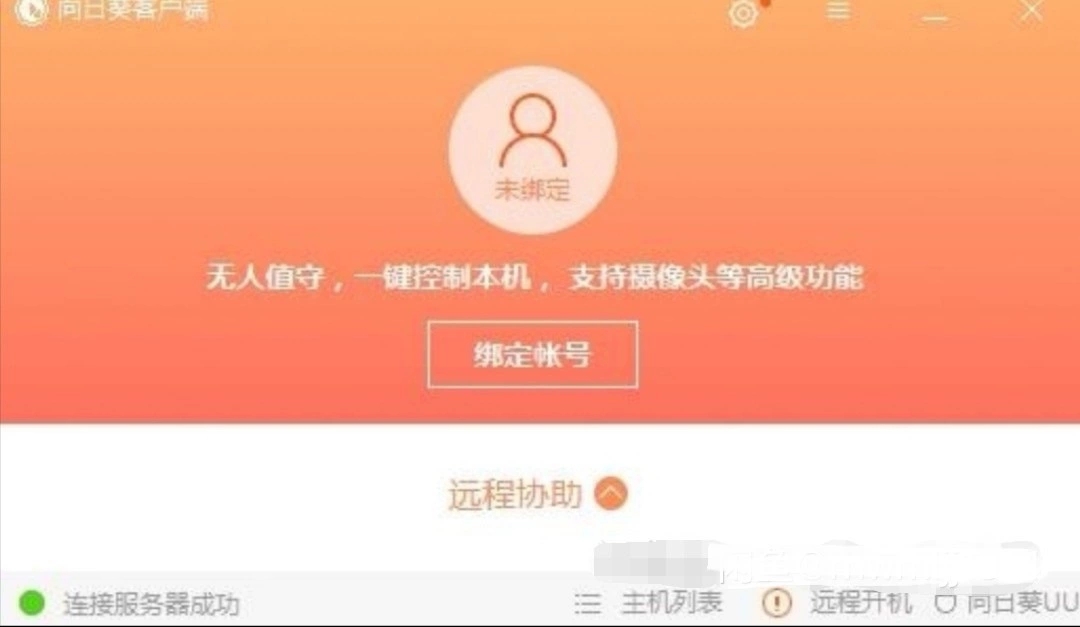 向日葵客户端
未绑定
无人值守，一键控制本机，支持摄像头等高级功能
绑定帐号
远程协助
连接服务器成功
主机列表
远程开机
向日葵UU